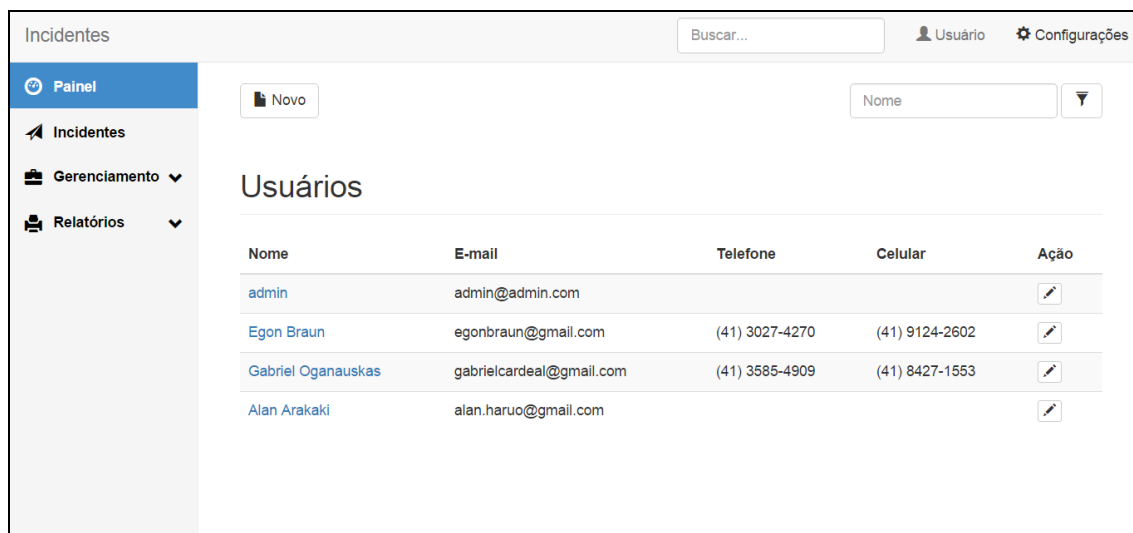 Incidentes Buscar... Usuário Configurações
Painel
Novo Nome
Incidentes
Gerenciamento
Relatórios
Usuários
Nome E-mail Telefone Celular Ação
admin admin@admin.com
Egon Braun egonbraun@gmail.com (41) 3027-4270 (41) 9124-2602
Gabriel Oganauskas gabrielcardeal@gmail.com (41) 3585-4909 (41) 8427-1553
Alan Arakaki alan.haruo@gmail.com